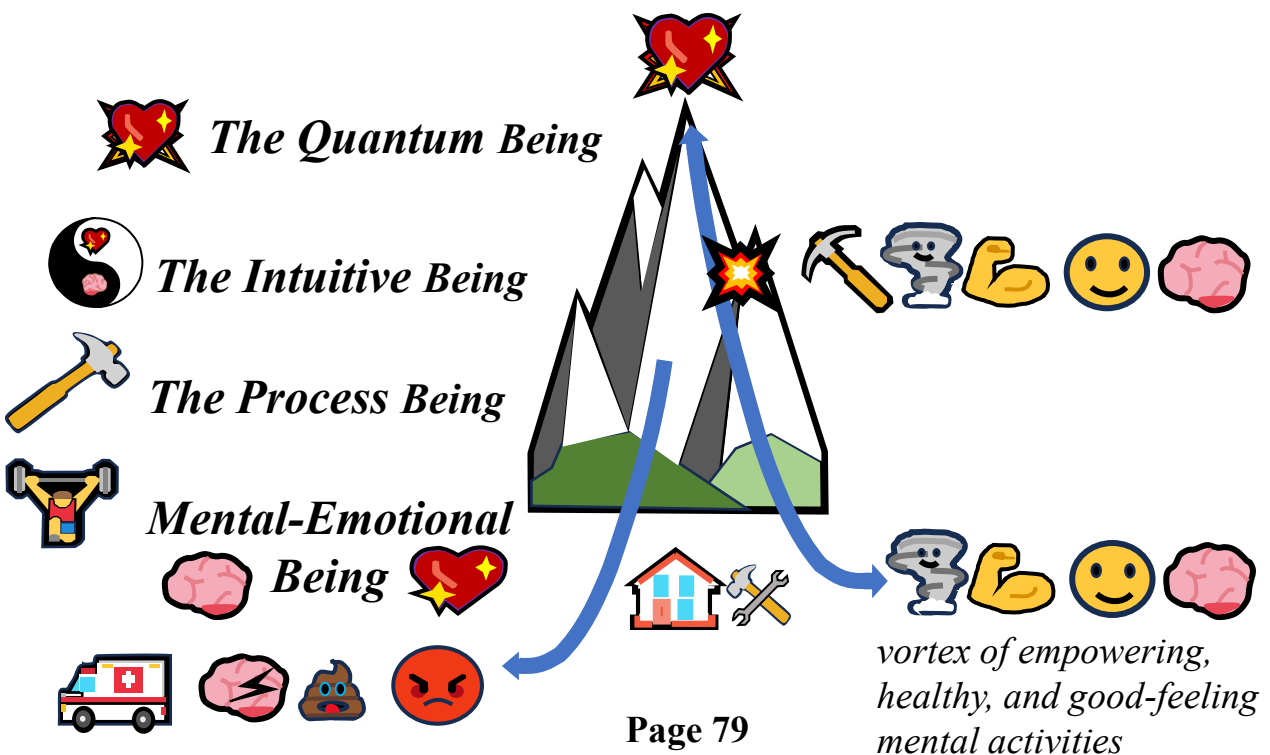 The Quantum Being
The Intuitive Being
The Process Being
Mental-Emotional
Being
vortex of empowering,
healthy, and good-feeling
mental activities
Page 79